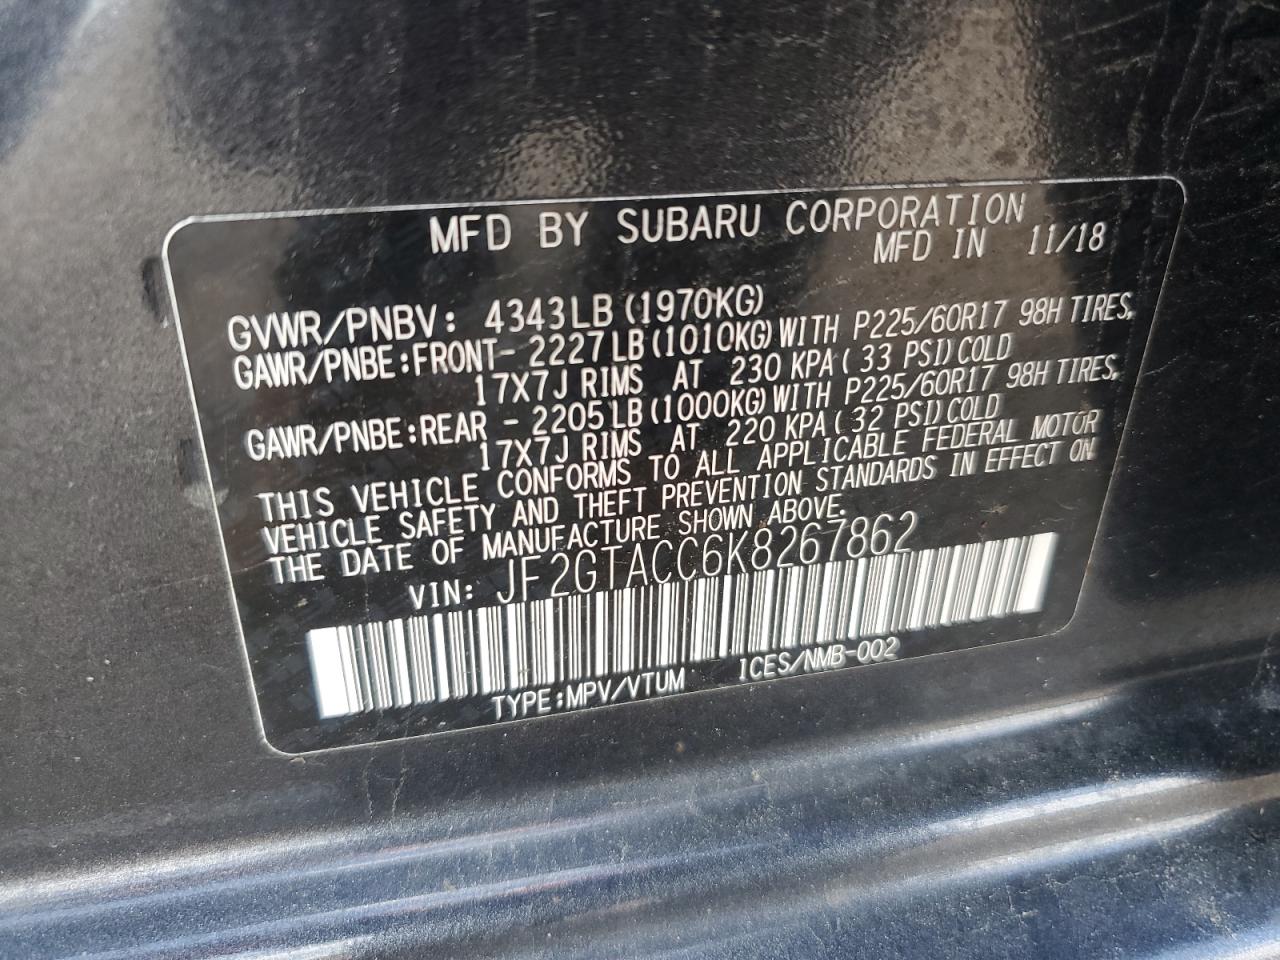 MFD BY SUBARU CORPORATION
MFD IN 11/18
GVWR/PNBV: 4343LB (1970KG)
GAWR/PNBE:FRONT- 2227LB (1010KG) WITH P225/60R17 98H TIRES,
17X7J RIMS AT 230 KPA ( 33 PSI) COLD
GAWR/PNBE:REAR - 2205LB (1000KG) WITH P225/60R17 98H TIRES,
17X7J RIMS AT 220 KPA ( 32 PSI) COLD
THIS VEHICLE CONFORMS TO ALL APPLICABLE FEDERAL MOTOR
VEHICLE SAFETY AND THEFT PREVENTION STANDARDS IN EFFECT ON
THE DATE OF MANUFACTURE SHOWN ABOVE.
VIN: JF2GTACC6K8267862
TYPE:MPV/VTUM ICES/NMB-002